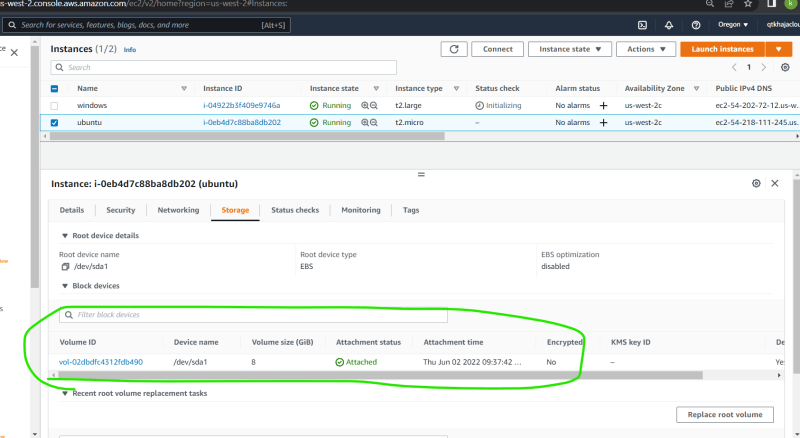 us-west-2.console.aws.amazon.com/ec2/v2/home?region=us-west-2#Instances:
Search for services, features, blogs, docs, and more [Alt+S] Oregon qtkhajaclou
Instances (1/2) Info Connect Instance state Actions Launch instances
Search 1
Name Instance ID Instance state Instance type Status check Alarm status Availability Zone Public IPv4 DNS
windows i-04922b3f409e9746a Running t2.large Initializing No alarms + us-west-2c ec2-54-202-72-12.us-w
ubuntu i-0eb4d7c88ba8db202 Running t2.micro – No alarms + us-west-2c ec2-54-218-111-245.us.
Instance: i-0eb4d7c88ba8db202 (ubuntu)
Details Security Networking Storage Status checks Monitoring Tags
Root device details
Root device name Root device type EBS optimization
/dev/sda1 EBS disabled
Block devices
Filter block devices
Volume ID Device name Volume size (GiB) Attachment status Attachment time Encrypted KMS key ID De
vol-02dbdfc4312fdb490 /dev/sda1 8 Attached Thu Jun 02 2022 09:37:42 ... No – Ye
Recent root volume replacement tasks
Replace root volume